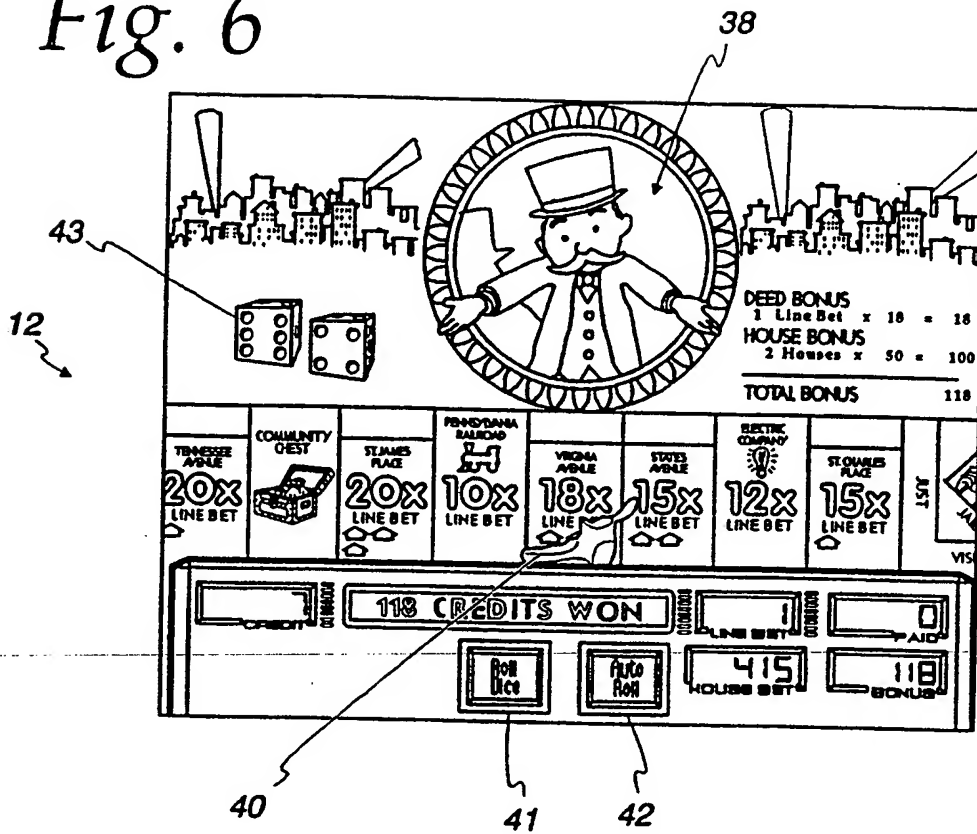 Fig. 6
38
43
12
DEED BONUS
1 Line Bet x 18 = 18
HOUSE BONUS
2 Houses x 50 = 100
TOTAL BONUS 118
TENNESSEE AVENUE
20X
LINE BET
COMMUNITY CHEST
ST. JAMES PLACE
20X
LINE BET
PENNSYLVANIA RAILROAD
10X
LINE BET
VIRGINIA AVENUE
18X
LINE
STATES AVENUE
15X
LINE BET
ELECTRIC COMPANY
12X
LINE BET
ST. CHARLES PLACE
15X
LINE BET
JUST
VIS
CREDIT
118 CREDITS WON
1
LINE BET
0
PAID
Roll Dice
Auto Roll
415
HOUSE BET
118
BONUS
40
41
42